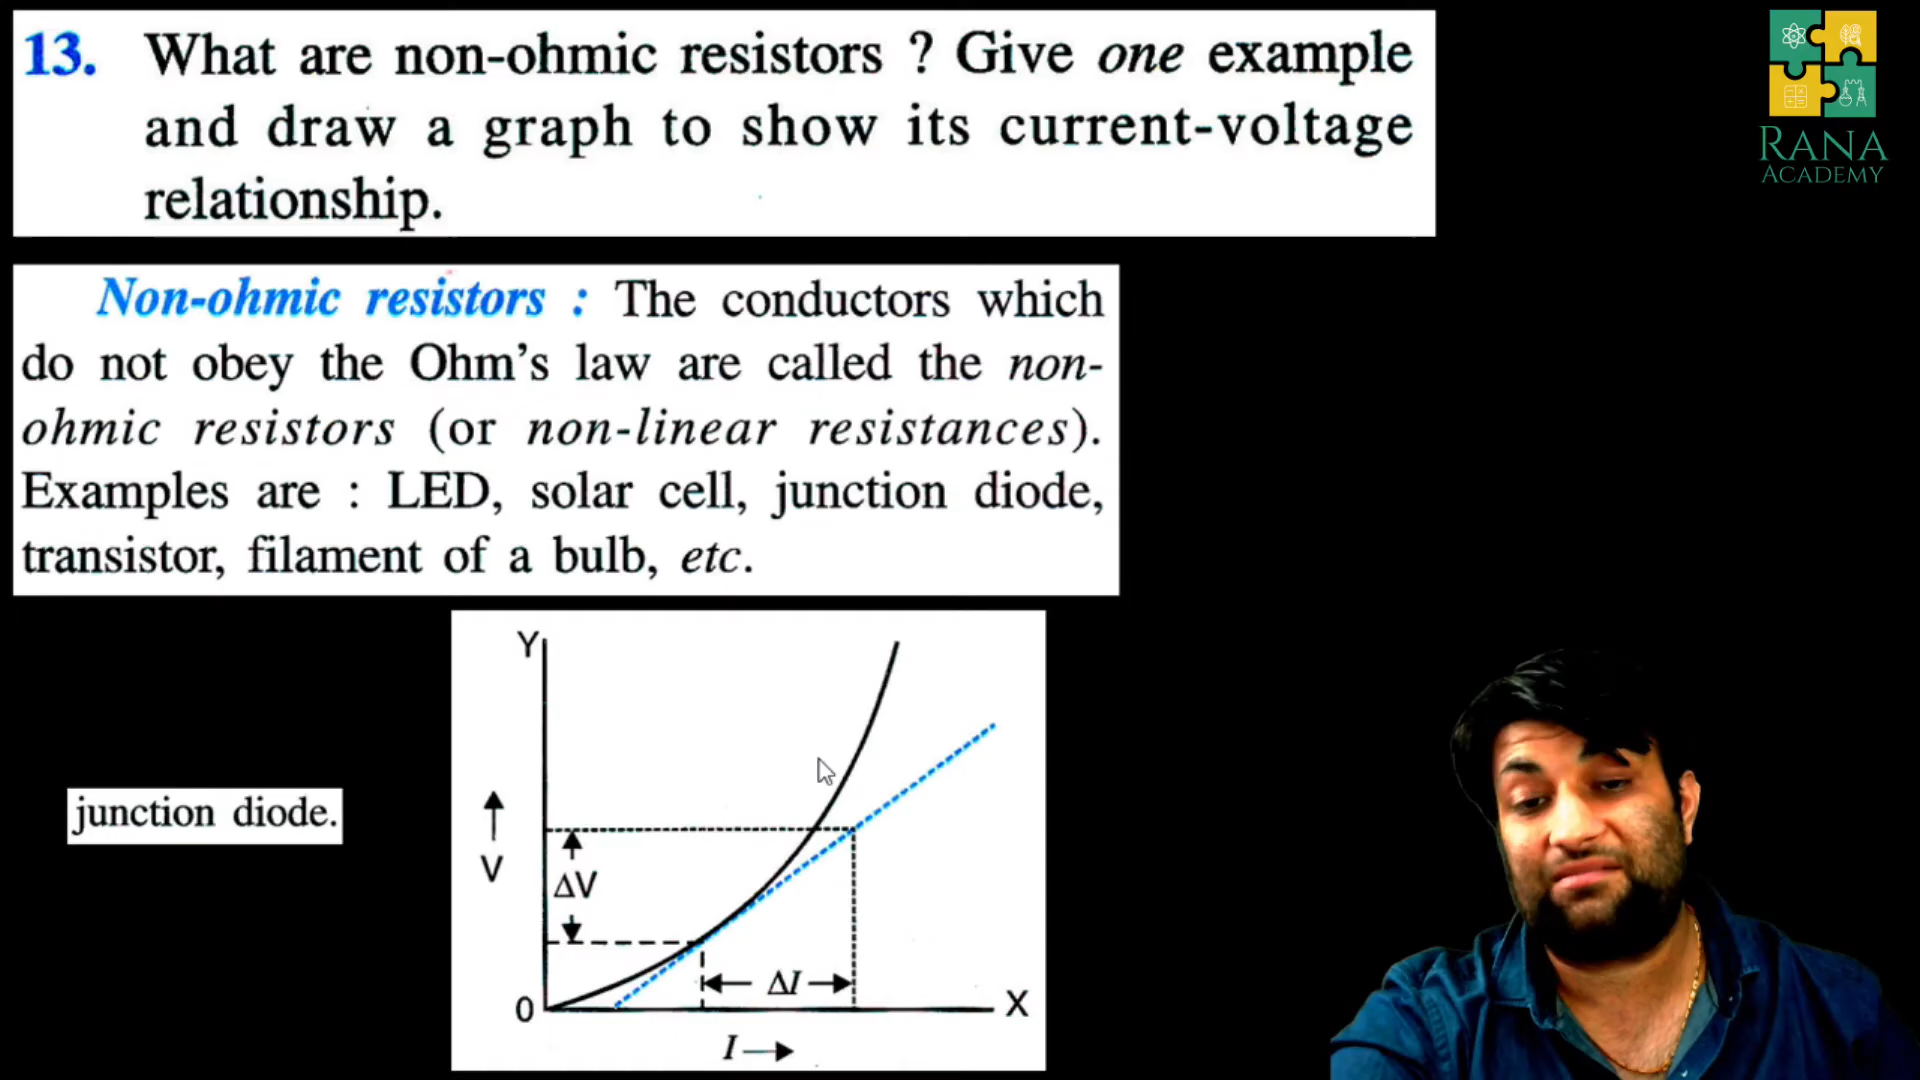 13. What are non-ohmic resistors ? Give one example
and draw a graph to show its current-voltage
relationship.
RANA
ACADEMY
Non-ohmic resistors : The conductors which
do not obey the Ohm's law are called the non-
ohmic resistors (or non-linear resistances).
Examples are : LED, solar cell, junction diode,
transistor, filament of a bulb, etc.
junction diode.
Y
V
ΔV
ΔI
0
X
I